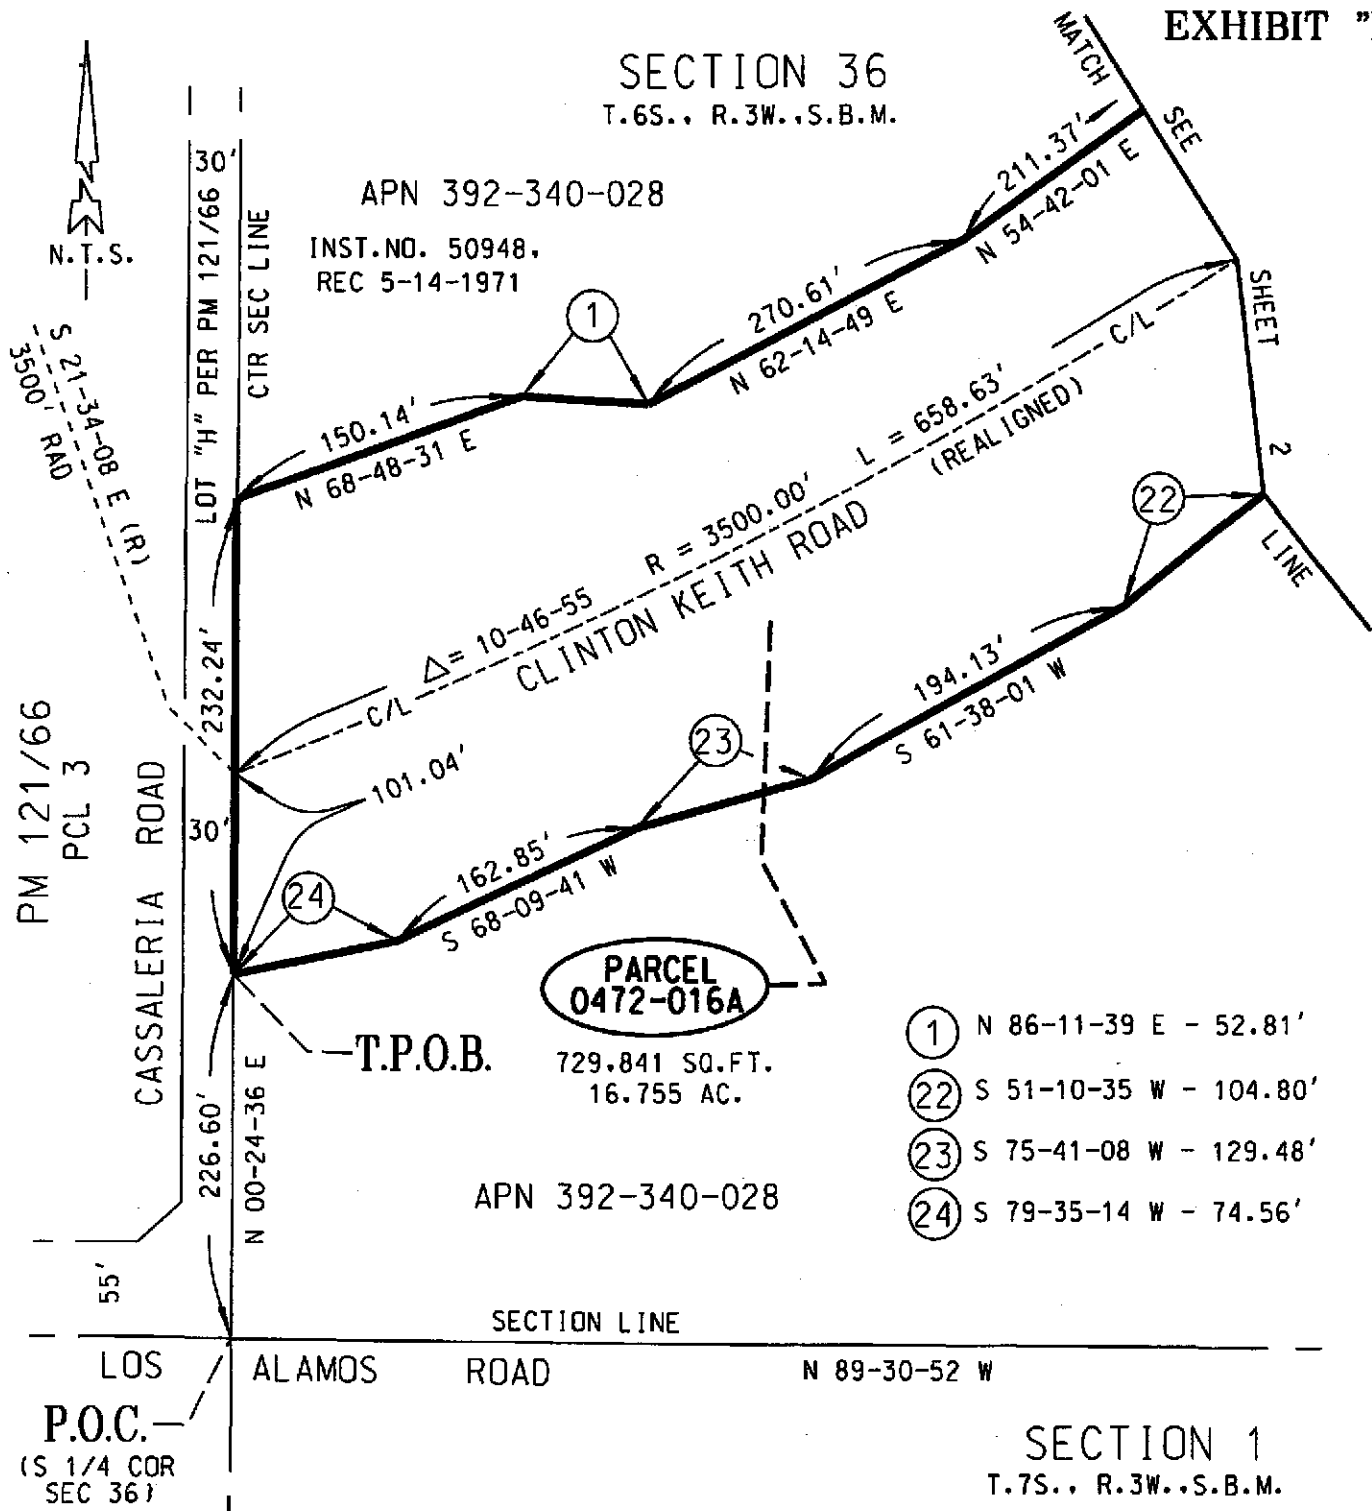 EXHIBIT "
SECTION 36
T.6S., R.3W.,S.B.M.
MATCH
SEE
SHEET
2
LINE
N.T.S.
30'
LOT "H" PER PM 121/66
CTR SEC LINE
APN 392-340-028
INST.NO. 50948,
REC 5-14-1971
1
150.14'
N 68-48-31 E
270.61'
N 62-14-49 E
211.37'
N 54-42-01 E
S 21-34-08 E (R)
3500' RAD
C/L
Δ= 10-46-55 R = 3500.00' L = 658.63'
C/L
(REALIGNED)
CLINTON KEITH ROAD
232.24'
101.04'
30'
PM 121/66
PCL 3
CASSALERIA ROAD
22
194.13'
S 61-38-01 W
23
162.85'
S 68-09-41 W
24
T.P.O.B.
PARCEL
0472-016A
729,841 SQ.FT.
16.755 AC.
226.60'
N 00-24-36 E
APN 392-340-028
1 N 86-11-39 E - 52.81'
22 S 51-10-35 W - 104.80'
23 S 75-41-08 W - 129.48'
24 S 79-35-14 W - 74.56'
55'
SECTION LINE
LOS ALAMOS ROAD N 89-30-52 W
P.O.C.
(S 1/4 COR
SEC 36)
SECTION 1
T.7S., R.3W.,S.B.M.